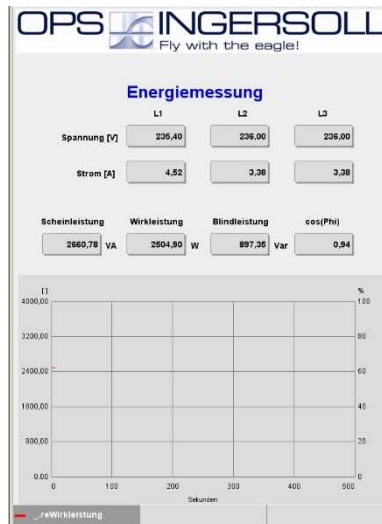 OPS INGERSOLL
Fly with the eagle!
Energiemessung
L1 L2 L3
Spannung [V] 235,40 236,00 236,00
Strom [A] 4,52 3,38 3,38
Scheinleistung Wirkleistung Blindleistung cos(Phi)
2660,78 VA 2504,90 W 897,35 Var 0,94
[] %
4000,00 100
3200,00 80
2400,00 60
1600,00 40
800,00 20
0.00 0
0 100 200 300 400 500
Sekunden
_.reWirkleistung